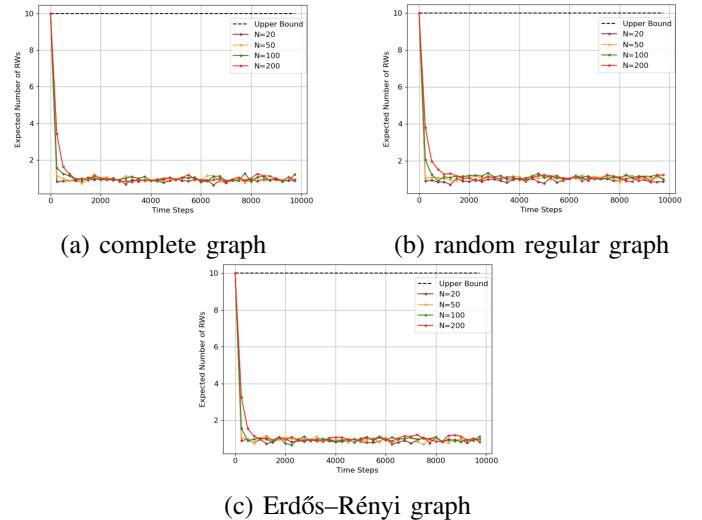 10
8
6
4
2
Expected Number of RWs
Upper Bound
N=20
N=50
N=100
N=200
0 2000 4000 6000 8000 10000
Time Steps
(a) complete graph
10
8
6
4
2
Expected Number of RWs
Upper Bound
N=20
N=50
N=100
N=200
0 2000 4000 6000 8000 10000
Time Steps
(b) random regular graph
10
8
6
4
2
Expected Number of RWs
Upper Bound
N=20
N=50
N=100
N=200
0 2000 4000 6000 8000 10000
Time Steps
(c) Erdős–Rényi graph